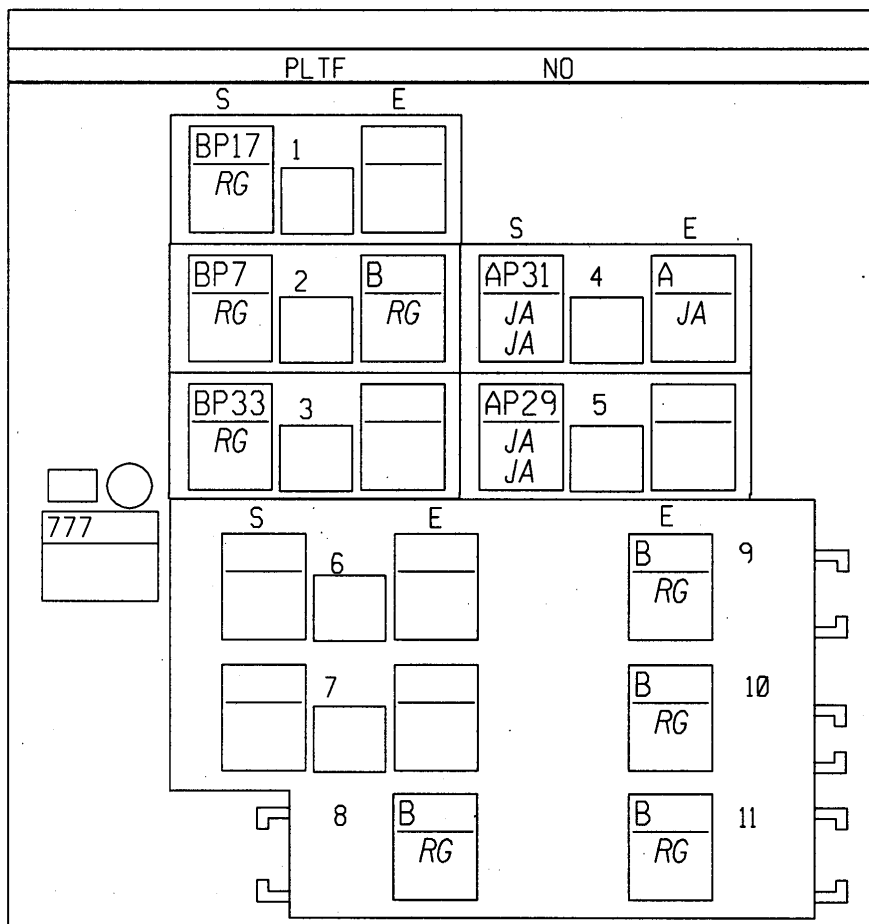 PLTF NO
S E
BP17 1
RG
S E
BP7 2 B AP31 4 A
RG RG JA JA
JA
BP33 3 AP29 5
RG JA
JA
777
S E E
6 B 9
RG
7 B 10
RG
8 B B 11
RG RG